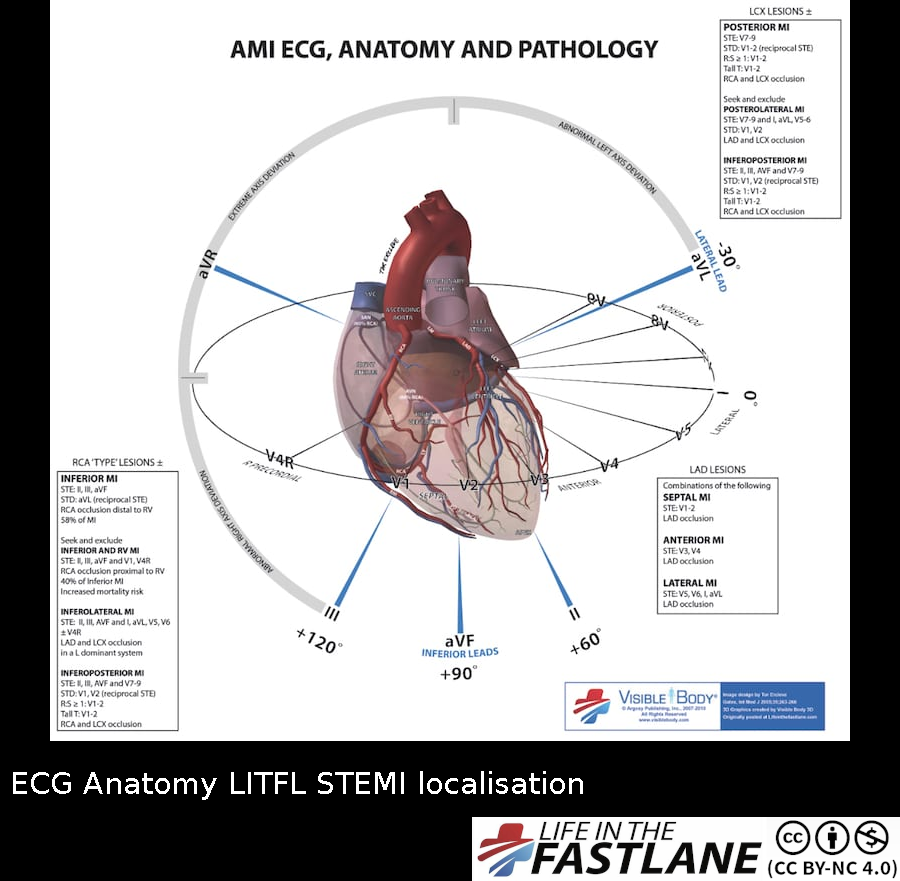 AMI ECG, ANATOMY AND PATHOLOGY
LCX LESIONS ±
POSTERIOR MI
STE: V7-9
STD: V1-2 (reciprocal STE)
R:S ≥ 1: V1-2
Tall T: V1-2
RCA and LCX occlusion
Seek and exclude
POSTEROLATERAL MI
STE: V7-9 and I, aVL, V5-6
STD: V1, V2
LAD and LCX occlusion
INFEROPOSTERIOR MI
STE: II, III, AVF and V7-9
STD: V1, V2 (reciprocal STE)
R:S ≥ 1: V1-2
Tall T: V1-2
RCA and LCX occlusion
EXTREME AXIS DEVIATION
ABNORMAL LEFT AXIS DEVIATION
ABNORMAL RIGHT AXIS DEVIATION
aVR
-30°
aVL
LATERAL LEAD
SVC
PULMONARY
TRUNK
ASCENDING
AORTA
LEFT
ATRIUM
SAN
RCA
LM
LAD
LCX
AVN
V9
V8
POSTERIOR
I
0°
LATERAL
V5
V4
ANTERIOR
V3
V2
SEPTAL
V1
V4R
R PRECORDIAL
RCA
APEX
III
+120°
aVF
INFERIOR LEADS
+90°
II
+60°
RCA 'TYPE' LESIONS ±
INFERIOR MI
STE: II, III, aVF
STD: aVL (reciprocal STE)
RCA occlusion distal to RV
58% of MI
Seek and exclude
INFERIOR AND RV MI
STE: II, III, aVF and V1, V4R
RCA occlusion proximal to RV
40% of Inferior MI
Increased mortality risk
INFEROLATERAL MI
STE: II, III, AVF and I, aVL, V5, V6
± V4R
LAD and LCX occlusion
in a L dominant system
INFEROPOSTERIOR MI
STE: II, III, AVF and V7-9
STD: V1, V2 (reciprocal STE)
R:S ≥ 1: V1-2
Tall T: V1-2
RCA and LCX occlusion
LAD LESIONS
Combinations of the following
SEPTAL MI
STE: V1-2
LAD occlusion
ANTERIOR MI
STE: V3, V4
LAD occlusion
LATERAL MI
STE: V5, V6, I, aVL
LAD occlusion
VISIBLE BODY®
© Argosy Publishing, Inc., 2007-2010
All Rights Reserved
www.visiblebody.com
3D Graphics created by Visible Body 3D
Originally posted at Lifeinthefastlane.com
ECG Anatomy LITFL STEMI localisation
LIFE IN THE
FASTLANE
cc
(CC BY-NC 4.0)